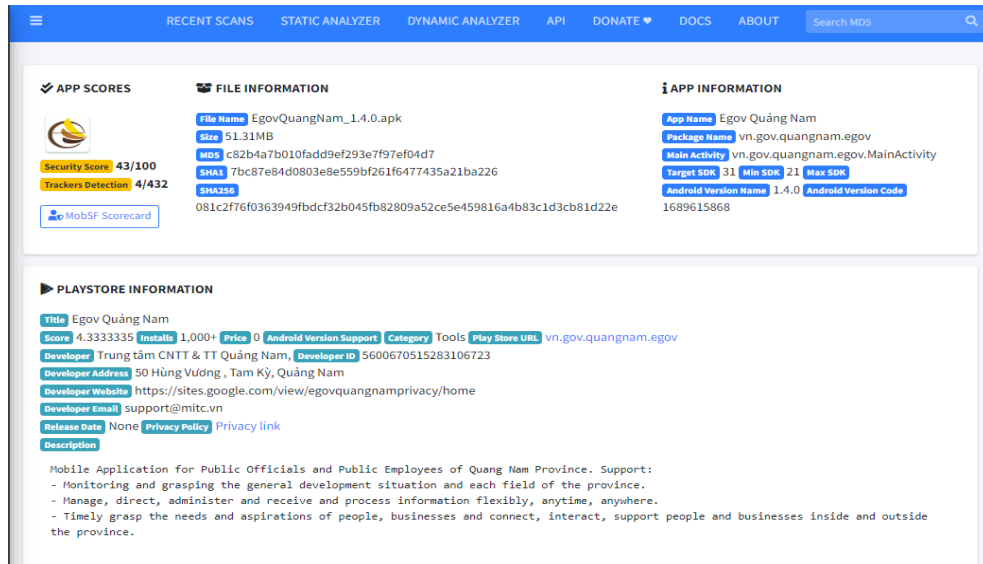 RECENT SCANS STATIC ANALYZER DYNAMIC ANALYZER API DONATE ♥ DOCS ABOUT Search MD5
APP SCORES
Security Score 43/100
Trackers Detection 4/432
MobSF Scorecard
FILE INFORMATION
File Name EgovQuangNam_1.4.0.apk
Size 51.31MB
MD5 c82b4a7b010fadd9ef293e7f97ef04d7
SHA1 7bc87e84d0803e8e559bf261f6477435a21ba226
SHA256
081c2f76f0363949fbdcf32b045fb82809a52ce5e459816a4b83c1d3cb81d22e
APP INFORMATION
App Name Egov Quảng Nam
Package Name vn.gov.quangnam.egov
Main Activity vn.gov.quangnam.egov.MainActivity
Target SDK 31 Min SDK 21 Max SDK
Android Version Name 1.4.0 Android Version Code
1689615868
PLAYSTORE INFORMATION
Title Egov Quảng Nam
Score 4.3333335 Installs 1,000+ Price 0 Android Version Support Category Tools Play Store URL vn.gov.quangnam.egov
Developer Trung tâm CNTT & TT Quảng Nam, Developer ID 5600670515283106723
Developer Address 50 Hùng Vương , Tam Kỳ, Quảng Nam
Developer Website https://sites.google.com/view/egovquangnamprivacy/home
Developer Email support@mitc.vn
Release Date None Privacy Policy Privacy link
Description
Mobile Application for Public Officials and Public Employees of Quang Nam Province. Support:
- Monitoring and grasping the general development situation and each field of the province.
- Manage, direct, administer and receive and process information flexibly, anytime, anywhere.
- Timely grasp the needs and aspirations of people, businesses and connect, interact, support people and businesses inside and outside
the province.